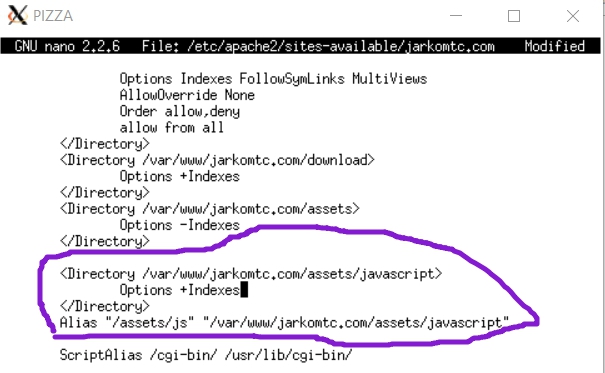 PIZZA
GNU nano 2.2.6 File: /etc/apache2/sites-available/jarkomtc.com Modified
Options Indexes FollowSymLinks MultiViews
AllowOverride None
Order allow,deny
allow from all
</Directory>
<Directory /var/www/jarkomtc.com/download>
Options +Indexes
</Directory>
<Directory /var/www/jarkomtc.com/assets>
Options -Indexes
</Directory>
<Directory /var/www/jarkomtc.com/assets/javascript>
Options +Indexes
</Directory>
Alias "/assets/js" "/var/www/jarkomtc.com/assets/javascript"
ScriptAlias /cgi-bin/ /usr/lib/cgi-bin/